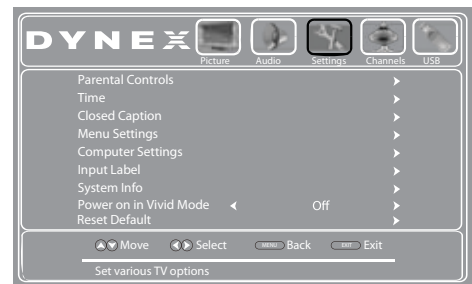 DYNEX
Picture Audio Settings Channels USB
Parental Controls
Time
Closed Caption
Menu Settings
Computer Settings
Input Label
System Info
Power on in Vivid Mode Off
Reset Default
Move Select MENU Back EXIT Exit
Set various TV options